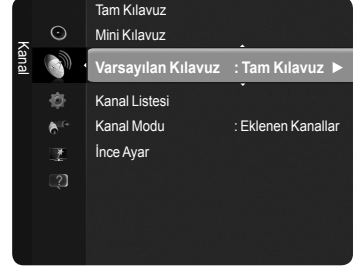 Kanal
Tam Kılavuz
Mini Kılavuz
Varsayılan Kılavuz : Tam Kılavuz ►
Kanal Listesi
Kanal Modu : Eklenen Kanallar
İnce Ayar